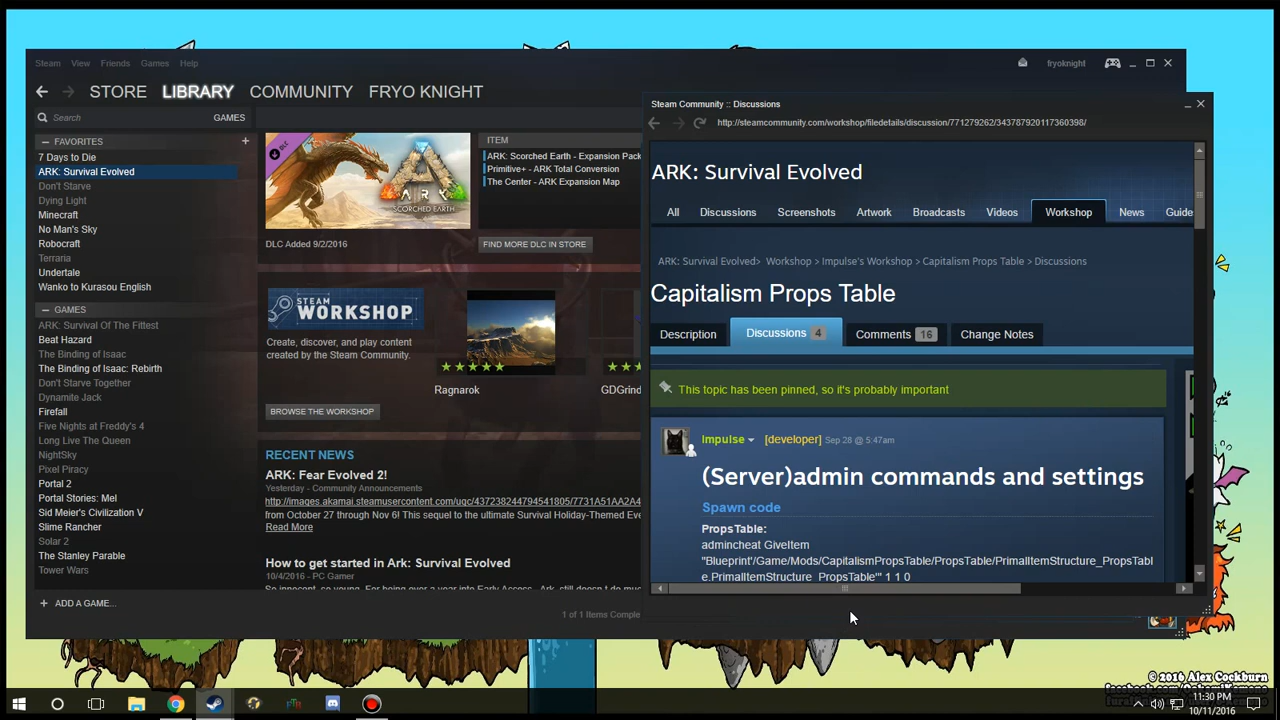 Steam View Friends Games Help
fryoknight
STORE LIBRARY COMMUNITY FRYO KNIGHT
Search GAMES
FAVORITES
7 Days to Die
ARK: Survival Evolved
Don't Starve
Dying Light
Minecraft
No Man's Sky
Robocraft
Terraria
Undertale
Wanko to Kurasou English
GAMES
ARK: Survival Of The Fittest
Beat Hazard
The Binding of Isaac
The Binding of Isaac: Rebirth
Don't Starve Together
Dynamite Jack
Firefall
Five Nights at Freddy's 4
Long Live The Queen
NightSky
Pixel Piracy
Portal 2
Portal Stories: Mel
Sid Meier's Civilization V
Slime Rancher
Solar 2
The Stanley Parable
Tower Wars
ADD A GAME...
DLC
ARK
SCORCHED EARTH
DLC Added 9/2/2016
ITEM
ARK: Scorched Earth - Expansion Pack
Primitive+ - ARK Total Conversion
The Center - ARK Expansion Map
FIND MORE DLC IN STORE
STEAM
WORKSHOP
Create, discover, and play content
created by the Steam Community.
BROWSE THE WORKSHOP
Ragnarok
GDGrind
RECENT NEWS
ARK: Fear Evolved 2!
Yesterday - Community Announcements
http://images.akamai.steamusercontent.com/ugc/437238244794541805/7731A51AA2A4
from October 27 through Nov 6! This sequel to the ultimate Survival Holiday-Themed Eve
Read More
How to get started in Ark: Survival Evolved
10/4/2016 - PC Gamer
1 of 1 Items Comple
Steam Community :: Discussions
http://steamcommunity.com/workshop/filedetails/discussion/771279262/343787920117360398/
ARK: Survival Evolved
All Discussions Screenshots Artwork Broadcasts Videos Workshop News Guide
ARK: Survival Evolved> Workshop > Impulse's Workshop > Capitalism Props Table > Discussions
Capitalism Props Table
Description Discussions 4 Comments 16 Change Notes
This topic has been pinned, so it's probably important
Impulse [developer] Sep 28 @ 5:47am
(Server)admin commands and settings
Spawn code
PropsTable:
admincheat GiveItem
"Blueprint'/Game/Mods/CapitalismPropsTable/PropsTable/PrimalItemStructure_PropsTabl
e.PrimalItemStructure_PropsTable'" 1 1 0
© 2016 Alex Cockburn
11:30 PM
10/11/2016